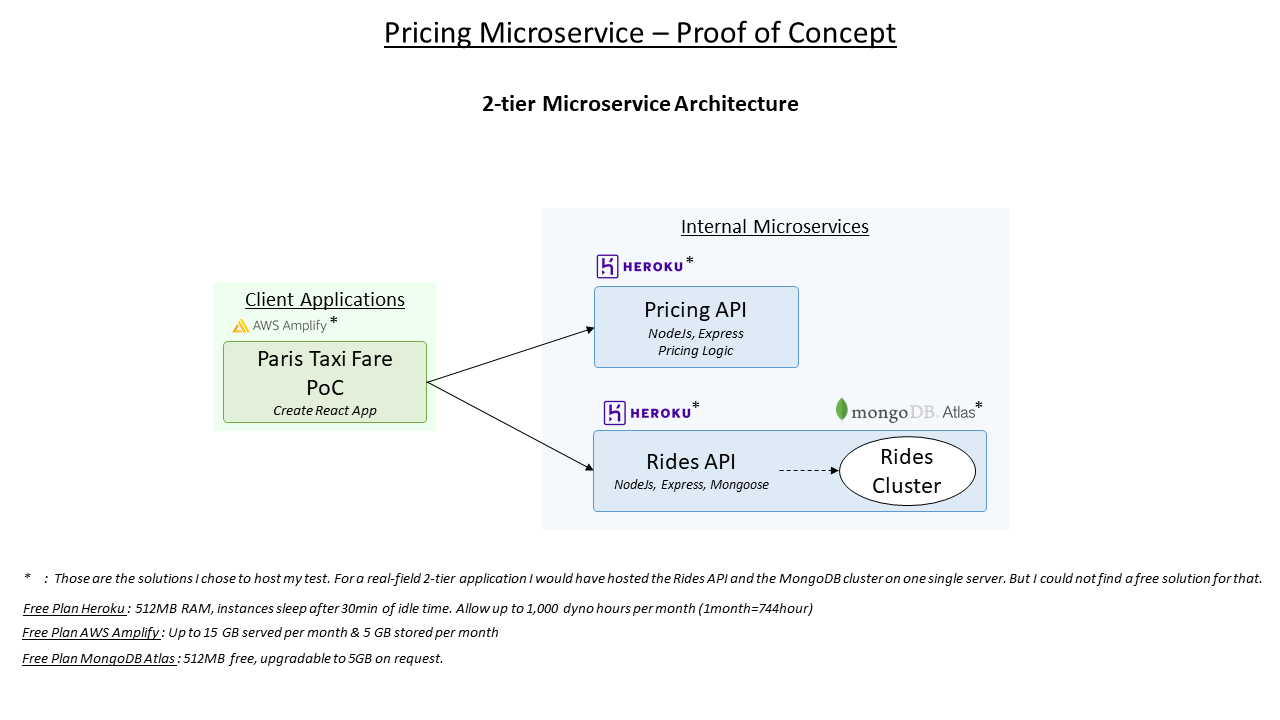 Pricing Microservice – Proof of Concept
2-tier Microservice Architecture
Internal Microservices
HEROKU*
Client Applications
AWS Amplify*
Paris Taxi Fare
PoC
Create React App
Pricing API
NodeJs, Express
Pricing Logic
HEROKU*
mongoDB. Atlas*
Rides API
NodeJs, Express, Mongoose
Rides
Cluster
* : Those are the solutions I chose to host my test. For a real-field 2-tier application I would have hosted the Rides API and the MongoDB cluster on one single server. But I could not find a free solution for that.
Free Plan Heroku : 512MB RAM, instances sleep after 30min of idle time. Allow up to 1,000 dyno hours per month (1month=744hour)
Free Plan AWS Amplify : Up to 15 GB served per month & 5 GB stored per month
Free Plan MongoDB Atlas : 512MB free, upgradable to 5GB on request.